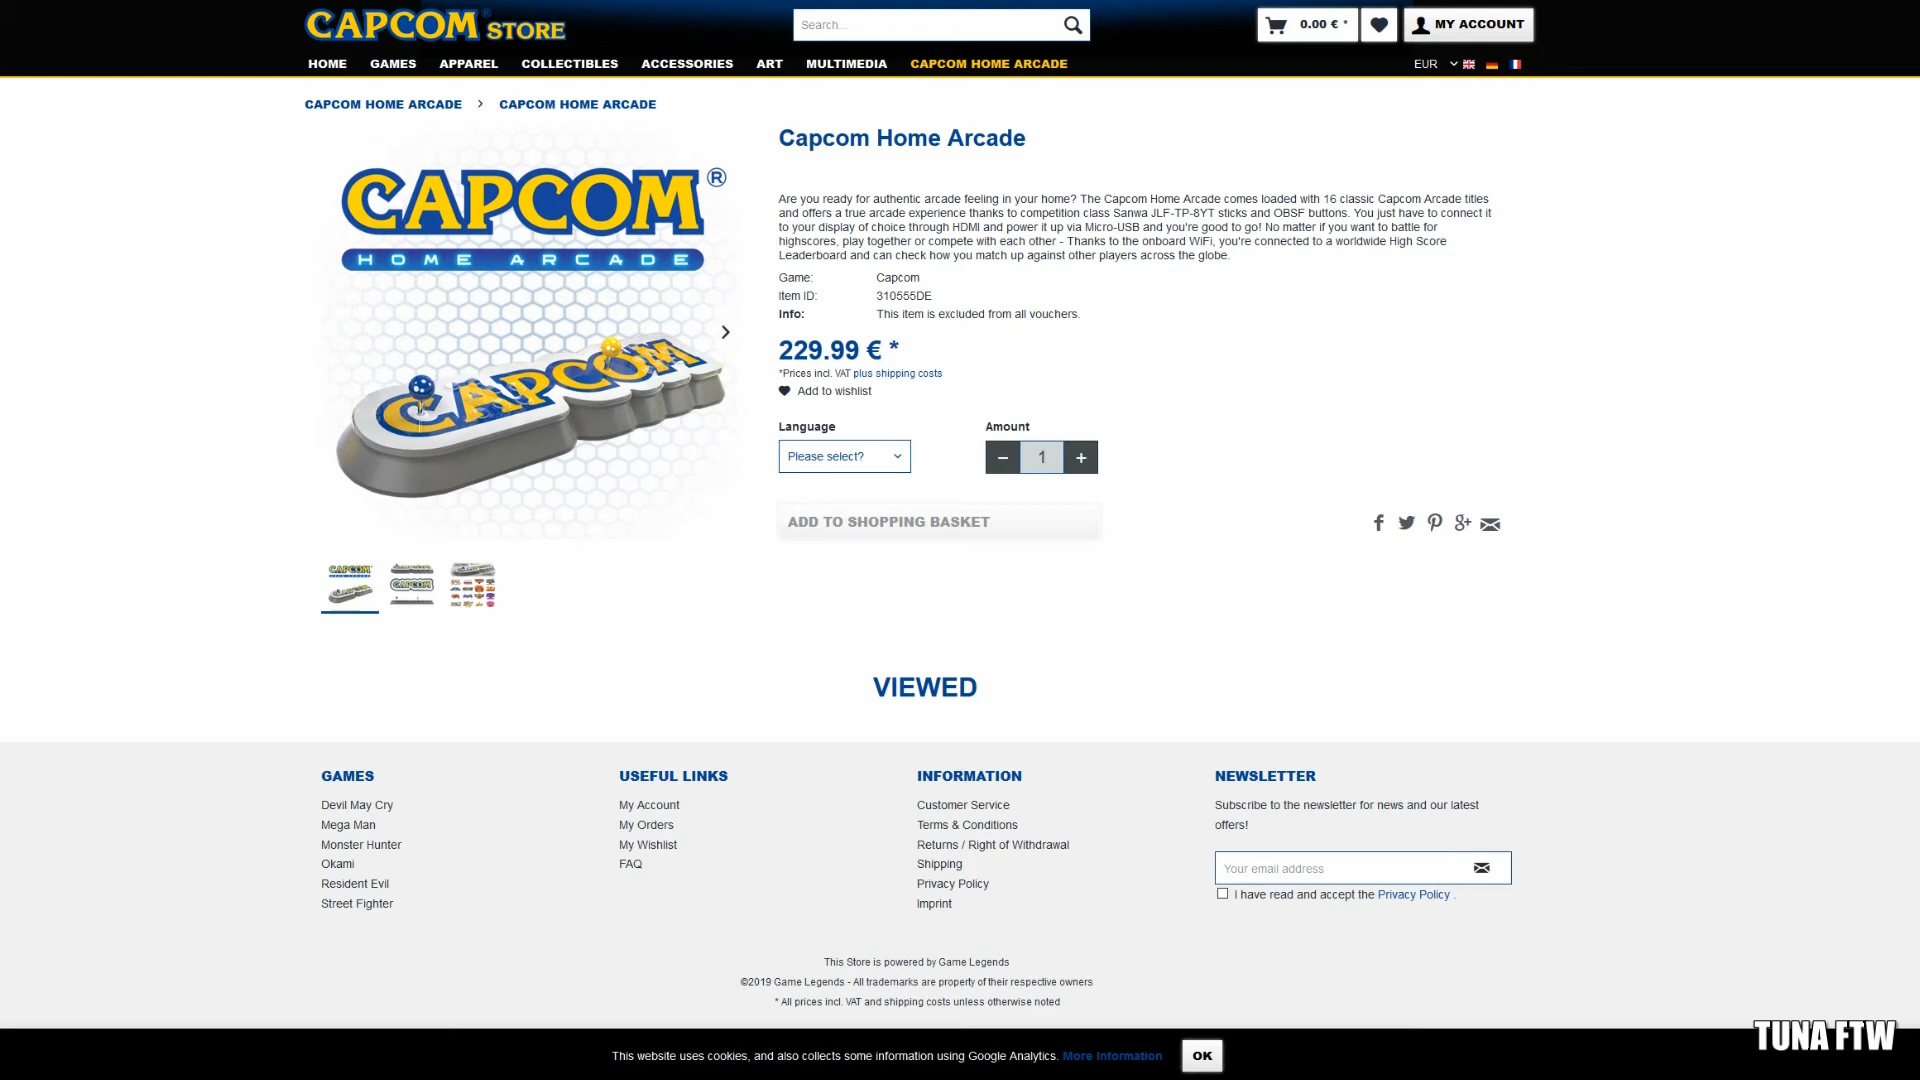 CAPCOM® STORE
Search...
0.00 € *
MY ACCOUNT
HOME GAMES APPAREL COLLECTIBLES ACCESSORIES ART MULTIMEDIA CAPCOM HOME ARCADE
EUR
CAPCOM HOME ARCADE > CAPCOM HOME ARCADE
CAPCOM®
HOME ARCADE
CAPCOM
Capcom Home Arcade
Are you ready for authentic arcade feeling in your home? The Capcom Home Arcade comes loaded with 16 classic Capcom Arcade titles
and offers a true arcade experience thanks to competition class Sanwa JLF-TP-8YT sticks and OBSF buttons. You just have to connect it
to your display of choice through HDMI and power it up via Micro-USB and you're good to go! No matter if you want to battle for
highscores, play together or compete with each other - Thanks to the onboard WiFi, you're connected to a worldwide High Score
Leaderboard and can check how you match up against other players across the globe.
Game: Capcom
Item ID: 310555DE
Info: This item is excluded from all vouchers.
229.99 € *
*Prices incl. VAT plus shipping costs
Add to wishlist
Language
Please select?
Amount
− 1 +
ADD TO SHOPPING BASKET
CAPCOM
CAPCOM
VIEWED
GAMES
Devil May Cry
Mega Man
Monster Hunter
Okami
Resident Evil
Street Fighter
USEFUL LINKS
My Account
My Orders
My Wishlist
FAQ
INFORMATION
Customer Service
Terms & Conditions
Returns / Right of Withdrawal
Shipping
Privacy Policy
Imprint
NEWSLETTER
Subscribe to the newsletter for news and our latest
offers!
Your email address
I have read and accept the Privacy Policy .
This Store is powered by Game Legends
©2019 Game Legends - All trademarks are property of their respective owners
* All prices incl. VAT and shipping costs unless otherwise noted
This website uses cookies, and also collects some information using Google Analytics. More Information
OK
TUNA FTW